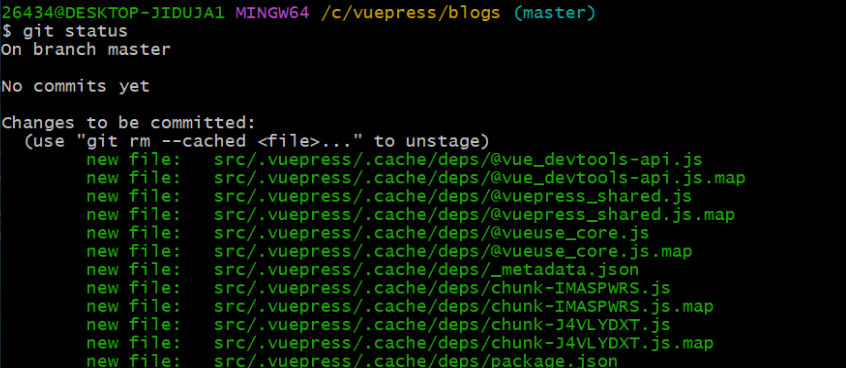 26434@DESKTOP-JIDUJA1 MINGW64 /c/vuepress/blogs (master)
$ git status
On branch master
No commits yet
Changes to be committed:
(use "git rm --cached <file>..." to unstage)
new file: src/.vuepress/.cache/deps/@vue_devtools-api.js
new file: src/.vuepress/.cache/deps/@vue_devtools-api.js.map
new file: src/.vuepress/.cache/deps/@vuepress_shared.js
new file: src/.vuepress/.cache/deps/@vuepress_shared.js.map
new file: src/.vuepress/.cache/deps/@vueuse_core.js
new file: src/.vuepress/.cache/deps/@vueuse_core.js.map
new file: src/.vuepress/.cache/deps/_metadata.json
new file: src/.vuepress/.cache/deps/chunk-IMASPWRS.js
new file: src/.vuepress/.cache/deps/chunk-IMASPWRS.js.map
new file: src/.vuepress/.cache/deps/chunk-J4VLYDXT.js
new file: src/.vuepress/.cache/deps/chunk-J4VLYDXT.js.map
new file: src/.vuepress/.cache/deps/package.json